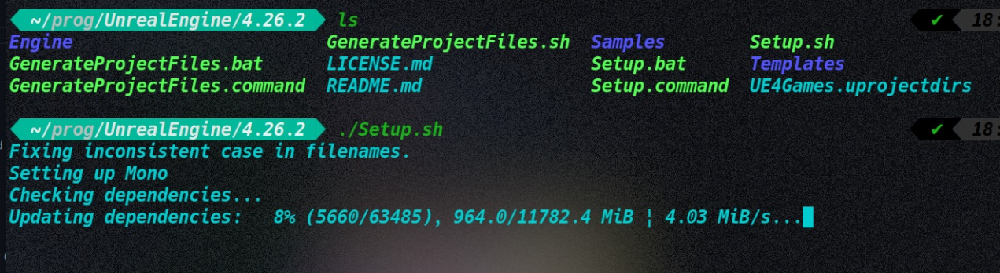 ~/prog/UnrealEngine/4.26.2 ls ✔ 18:
Engine GenerateProjectFiles.sh Samples Setup.sh
GenerateProjectFiles.bat LICENSE.md Setup.bat Templates
GenerateProjectFiles.command README.md Setup.command UE4Games.uprojectdirs
~/prog/UnrealEngine/4.26.2 ./Setup.sh ✔ 18:
Fixing inconsistent case in filenames.
Setting up Mono
Checking dependencies...
Updating dependencies: 8% (5660/63485), 964.0/11782.4 MiB ¦ 4.03 MiB/s...